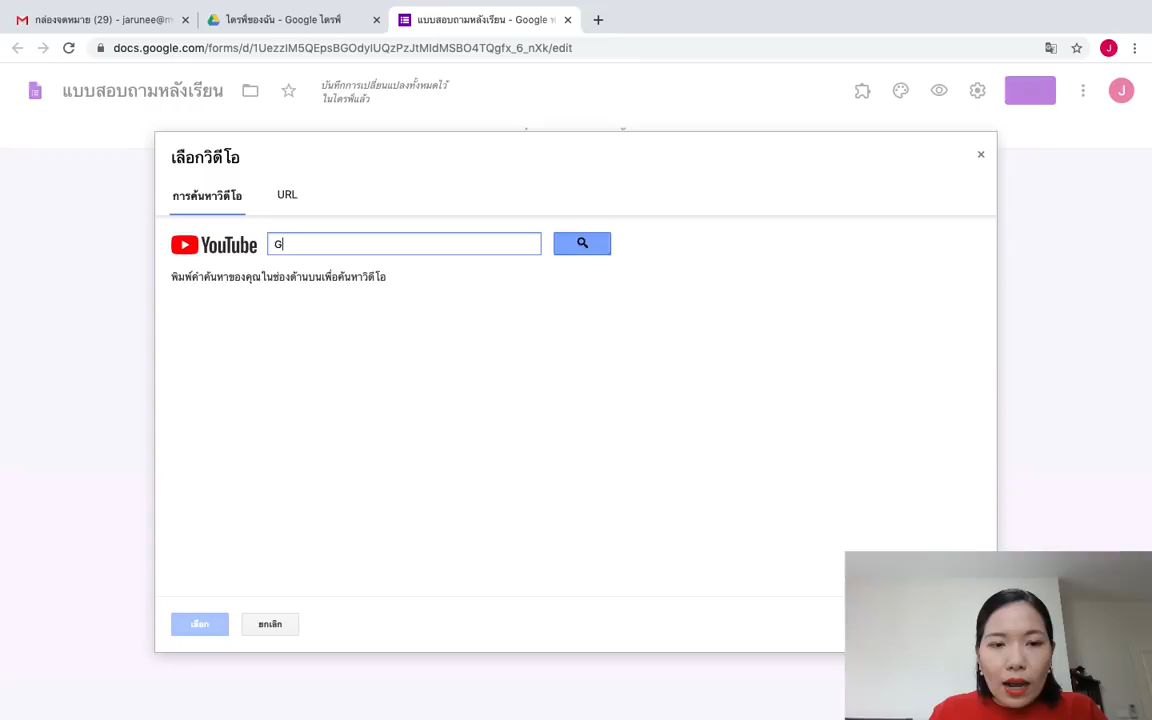 กล่องจดหมาย (29) - jarunee@m
ไดรฟ์ของฉัน - Google ไดรฟ์
แบบสอบถามหลังเรียน - Google ฟ
docs.google.com/forms/d/1UezzIM5QEpsBGOdyIUQzPzJtMIdMSBO4TQgfx_6_nXk/edit
J
แบบสอบถามหลังเรียน
บันทึกการเปลี่ยนแปลงทั้งหมดไว้
ในไดรฟ์แล้ว
J
เลือกวิดีโอ
การค้นหาวิดีโอ
URL
YouTube
G
พิมพ์คำค้นหาของคุณในช่องด้านบนเพื่อค้นหาวิดีโอ
เลือก
ยกเลิก